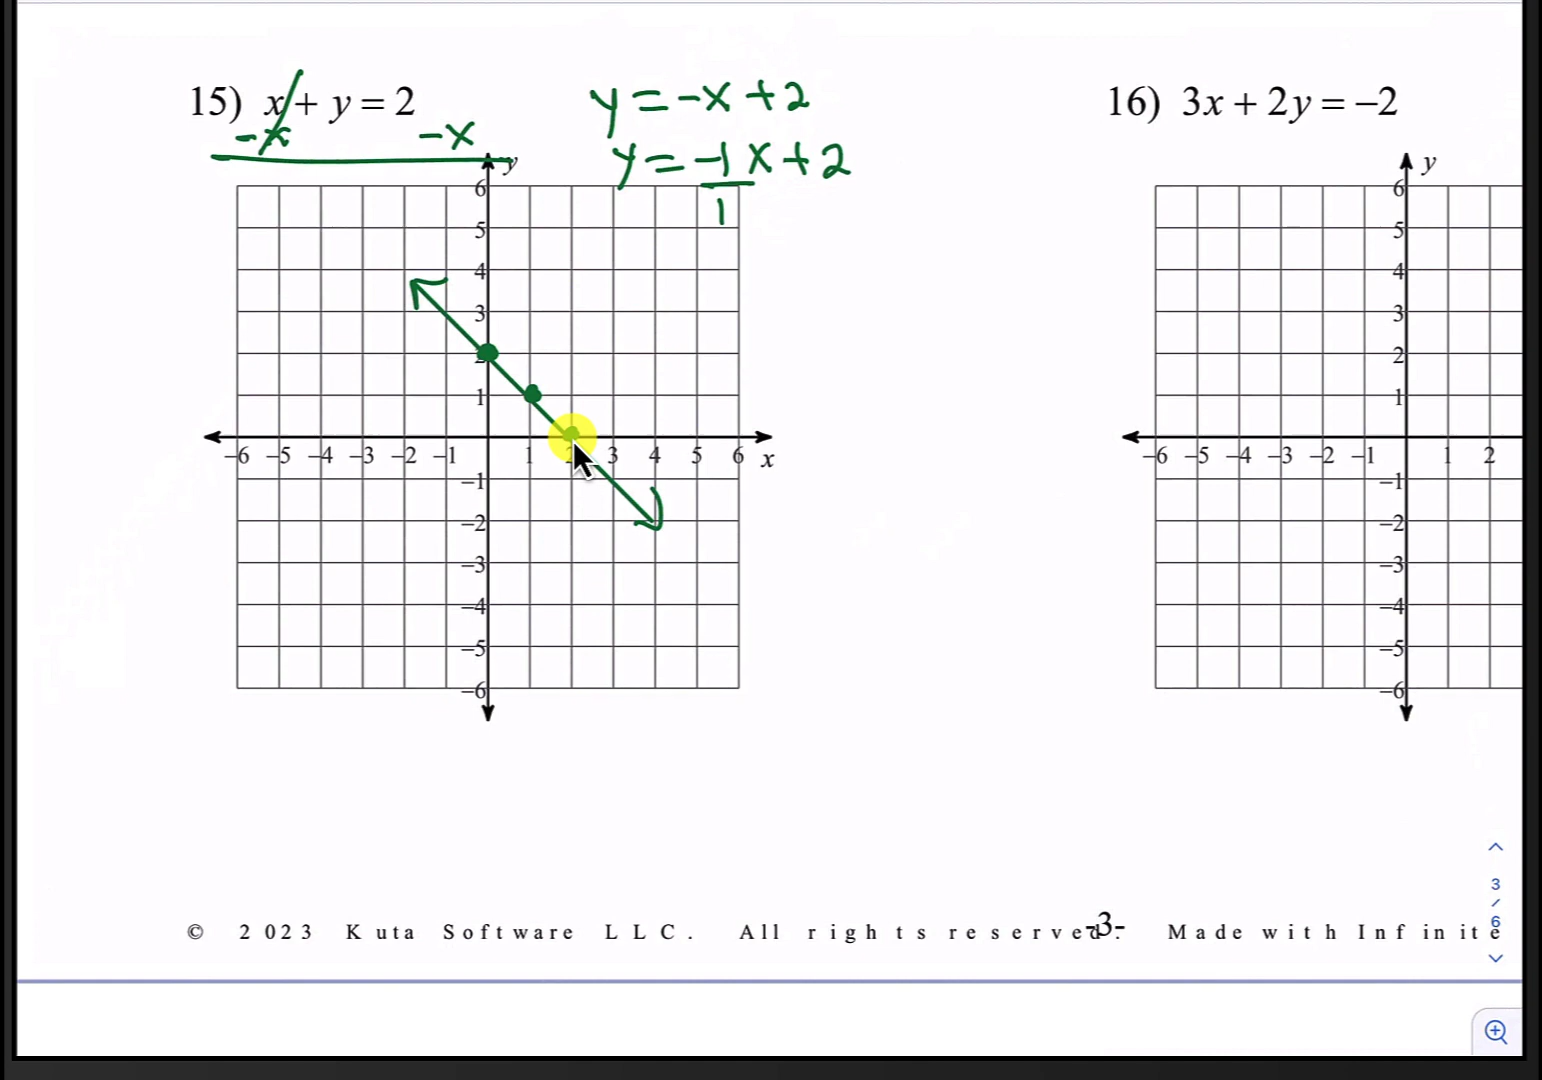 15) x + y = 2
-x -x
y = -x + 2
y = -1/1 x + 2
y
6
5
4
3
2
1
-6 -5 -4 -3 -2 -1 1 2 3 4 5 6 x
-1
-2
-3
-4
-5
-6
16) 3x + 2y = -2
y
6
5
4
3
2
1
-6 -5 -4 -3 -2 -1 1 2
-1
-2
-3
-4
-5
-6
© 2023 Kuta Software LLC. All rights reserved. -3- Made with Infinite
3
/
6